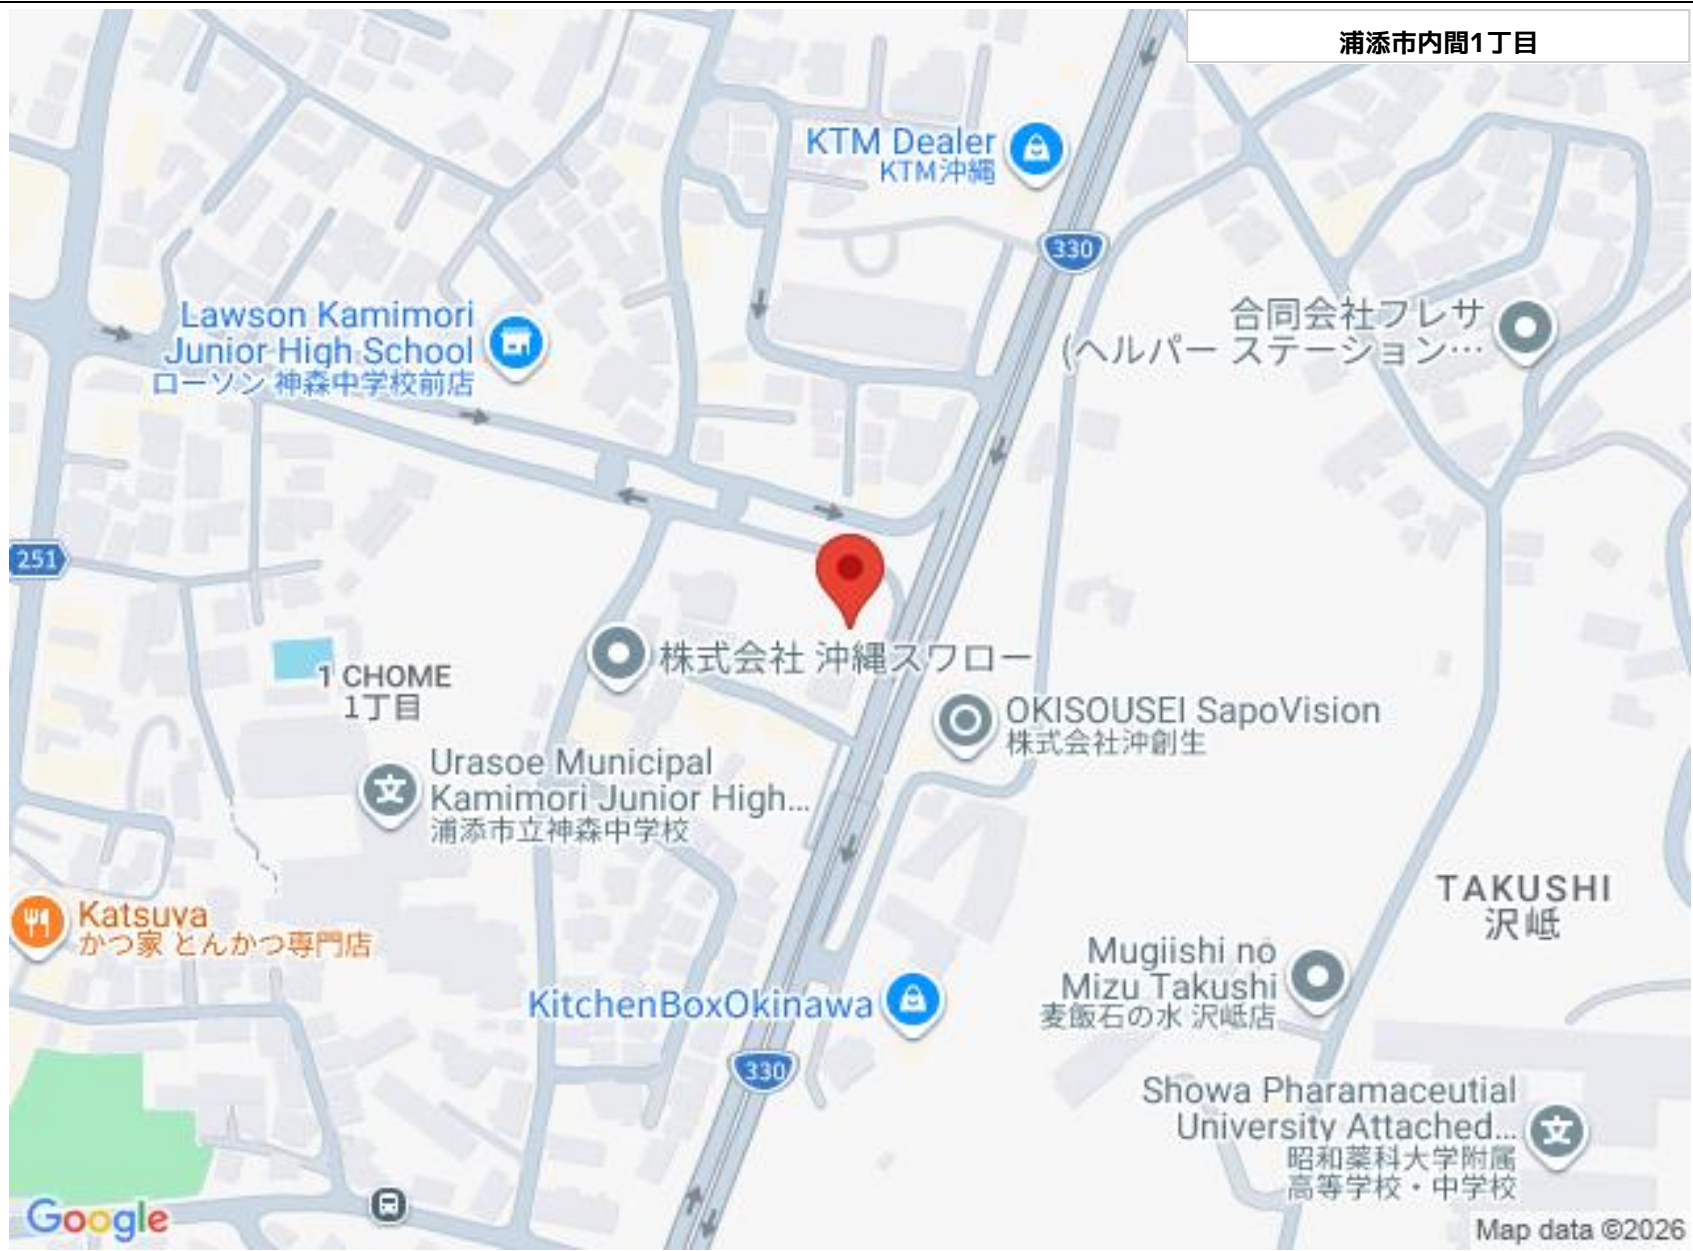 浦添市内間1丁目
KTM Dealer
KTM沖縄
330
Lawson Kamimori
Junior High School
ローソン 神森中学校前店
合同会社フレサ
(ヘルパー ステーション…
251
株式会社 沖縄スワロー
1 CHOME
1丁目
OKISOUSEI SapoVision
株式会社沖創生
Urasoe Municipal
Kamimori Junior High...
浦添市立神森中学校
TAKUSHI
沢岻
Katsuya
かつ家 とんかつ専門店
Mugiishi no
Mizu Takushi
麦飯石の水 沢岻店
KitchenBoxOkinawa
330
Showa Pharamaceutial
University Attached...
昭和薬科大学附属
高等学校・中学校
Google
Map data ©2026